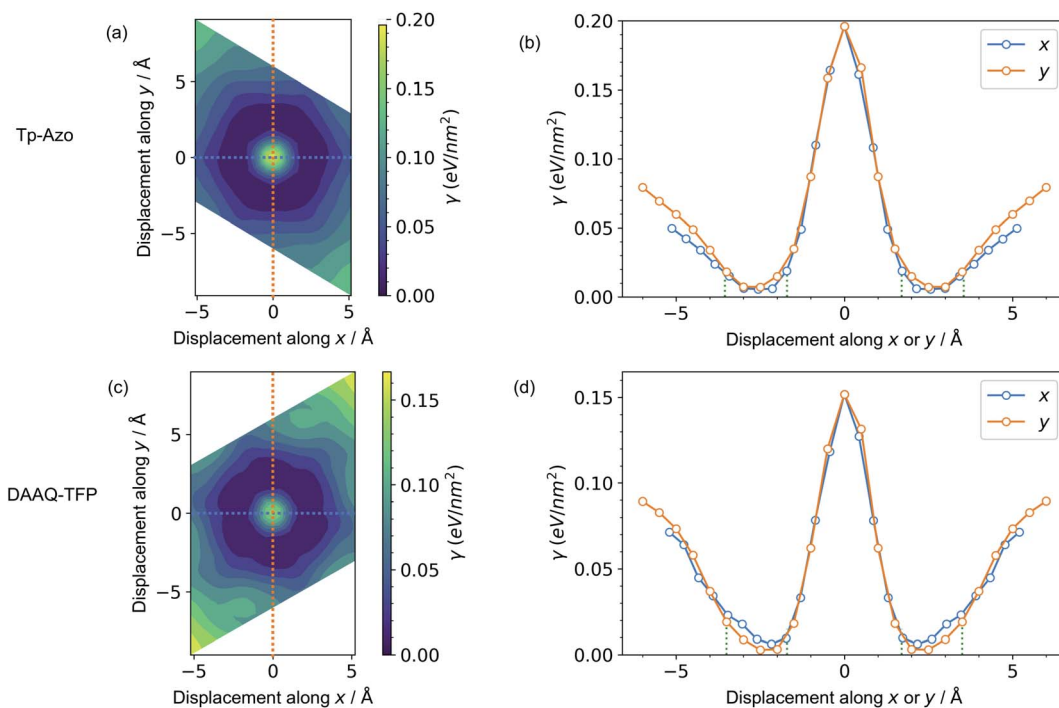 (a)
Tp-Azo
Displacement along y / Å
5
0
−5
−5
0
5
Displacement along x / Å
0.20
0.15
0.10
0.05
0.00
γ (eV/nm²)
(b)
γ (eV/nm²)
0.20
0.15
0.10
0.05
0.00
x
y
−5
0
5
Displacement along x or y / Å
(c)
DAAQ-TFP
Displacement along y / Å
5
0
−5
−5
0
5
Displacement along x / Å
0.15
0.10
0.05
0.00
γ (eV/nm²)
(d)
γ (eV/nm²)
0.15
0.10
0.05
0.00
x
y
−5
0
5
Displacement along x or y / Å